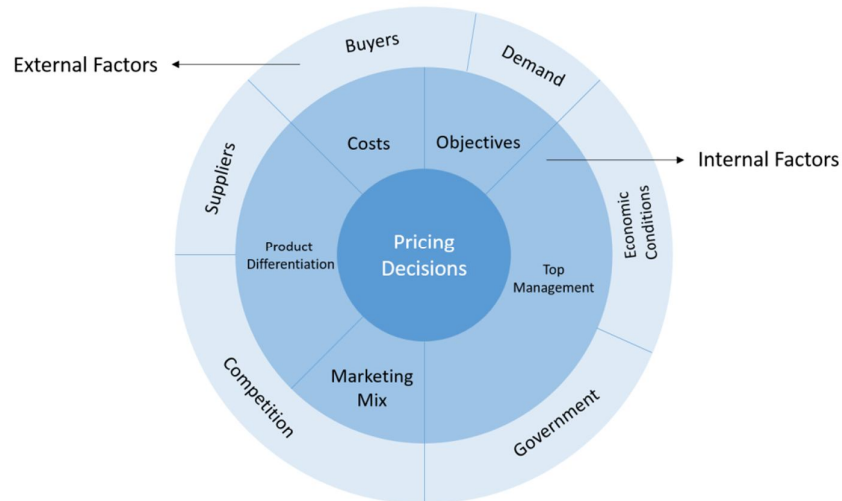 Buyers
External Factors
Demand
Costs
Objectives
Suppliers
Internal Factors
Economic
Conditions
Pricing
Decisions
Product
Differentiation
Top
Management
Marketing
Mix
Competition
Government